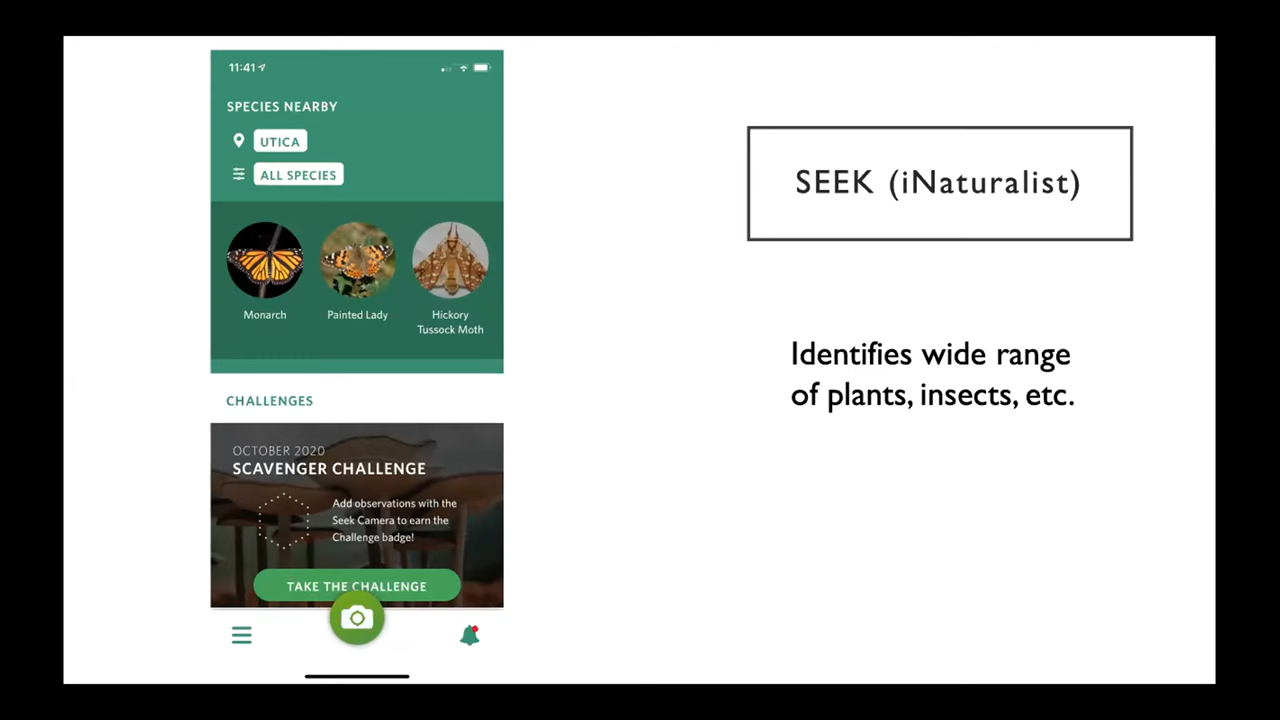 11:41
SPECIES NEARBY
UTICA
ALL SPECIES
Monarch
Painted Lady
Hickory
Tussock Moth
CHALLENGES
OCTOBER 2020
SCAVENGER CHALLENGE
Add observations with the
Seek Camera to earn the
Challenge badge!
TAKE THE CHALLENGE
SEEK (iNaturalist)
Identifies wide range
of plants, insects, etc.